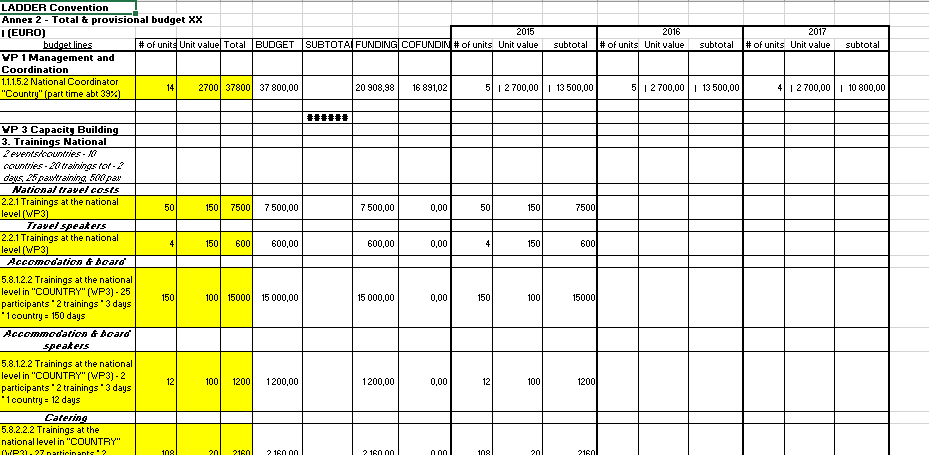 LADDER Convention
Annex 2 - Total & provisional budget XX
(EURO)
2015 2016 2017
budget lines # of units Unit value Total BUDGET SUBTOTAL FUNDING COFUNDIN # of units Unit value subtotal # of units Unit value subtotal # of units Unit value subtotal
WP 1 Management and
Coordination
1.1.1.5.2 National Coordinator
"Country" (part time abt 39%) 14 2700 37800 37 800,00 20 908,98 16 891,02 5 2 700,00 13 500,00 5 2 700,00 13 500,00 4 2 700,00 10 800,00
######
WP 3 Capacity Building
3. Trainings National
2 events/countries - 10
countries - 20 trainings tot - 2
days, 25 pax/training, 500 pax
National travel costs
2.2.1 Trainings at the national
level (WP3) 50 150 7500 7 500,00 7 500,00 0,00 50 150 7500
Travel speakers
2.2.1 Trainings at the national
level (WP3) 4 150 600 600,00 600,00 0,00 4 150 600
Accomodation & board
5.8.1.2.2 Trainings at the national
level in "COUNTRY" (WP3) - 25
participants * 2 trainings * 3 days
* 1 country = 150 days 150 100 15000 15 000,00 15 000,00 0,00 150 100 15000
Accommodation & board
speakers
5.8.1.2.2 Trainings at the national
level in "COUNTRY" (WP3) - 2
participants * 2 trainings * 3 days
* 1 country = 12 days 12 100 1200 1 200,00 1 200,00 0,00 12 100 1200
Catering
5.8.2.2.2 Trainings at the
national level in "COUNTRY"
(WP3) - 27 participants * 2 108 20 2160 2 160,00 2 160,00 0,00 108 20 2160